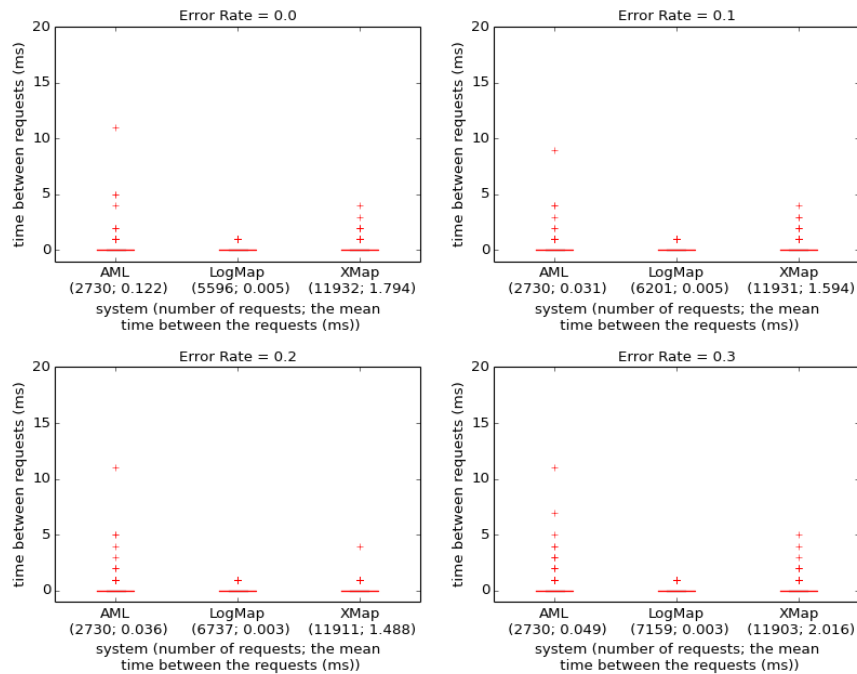 Error Rate = 0.0
20
15
10
5
0
time between requests (ms)
AML LogMap XMap
(2730; 0.122) (5596; 0.005) (11932; 1.794)
system (number of requests; the mean
time between the requests (ms))
Error Rate = 0.1
20
15
10
5
0
time between requests (ms)
AML LogMap XMap
(2730; 0.031) (6201; 0.005) (11931; 1.594)
system (number of requests; the mean
time between the requests (ms))
Error Rate = 0.2
20
15
10
5
0
time between requests (ms)
AML LogMap XMap
(2730; 0.036) (6737; 0.003) (11911; 1.488)
system (number of requests; the mean
time between the requests (ms))
Error Rate = 0.3
20
15
10
5
0
time between requests (ms)
AML LogMap XMap
(2730; 0.049) (7159; 0.003) (11903; 2.016)
system (number of requests; the mean
time between the requests (ms))